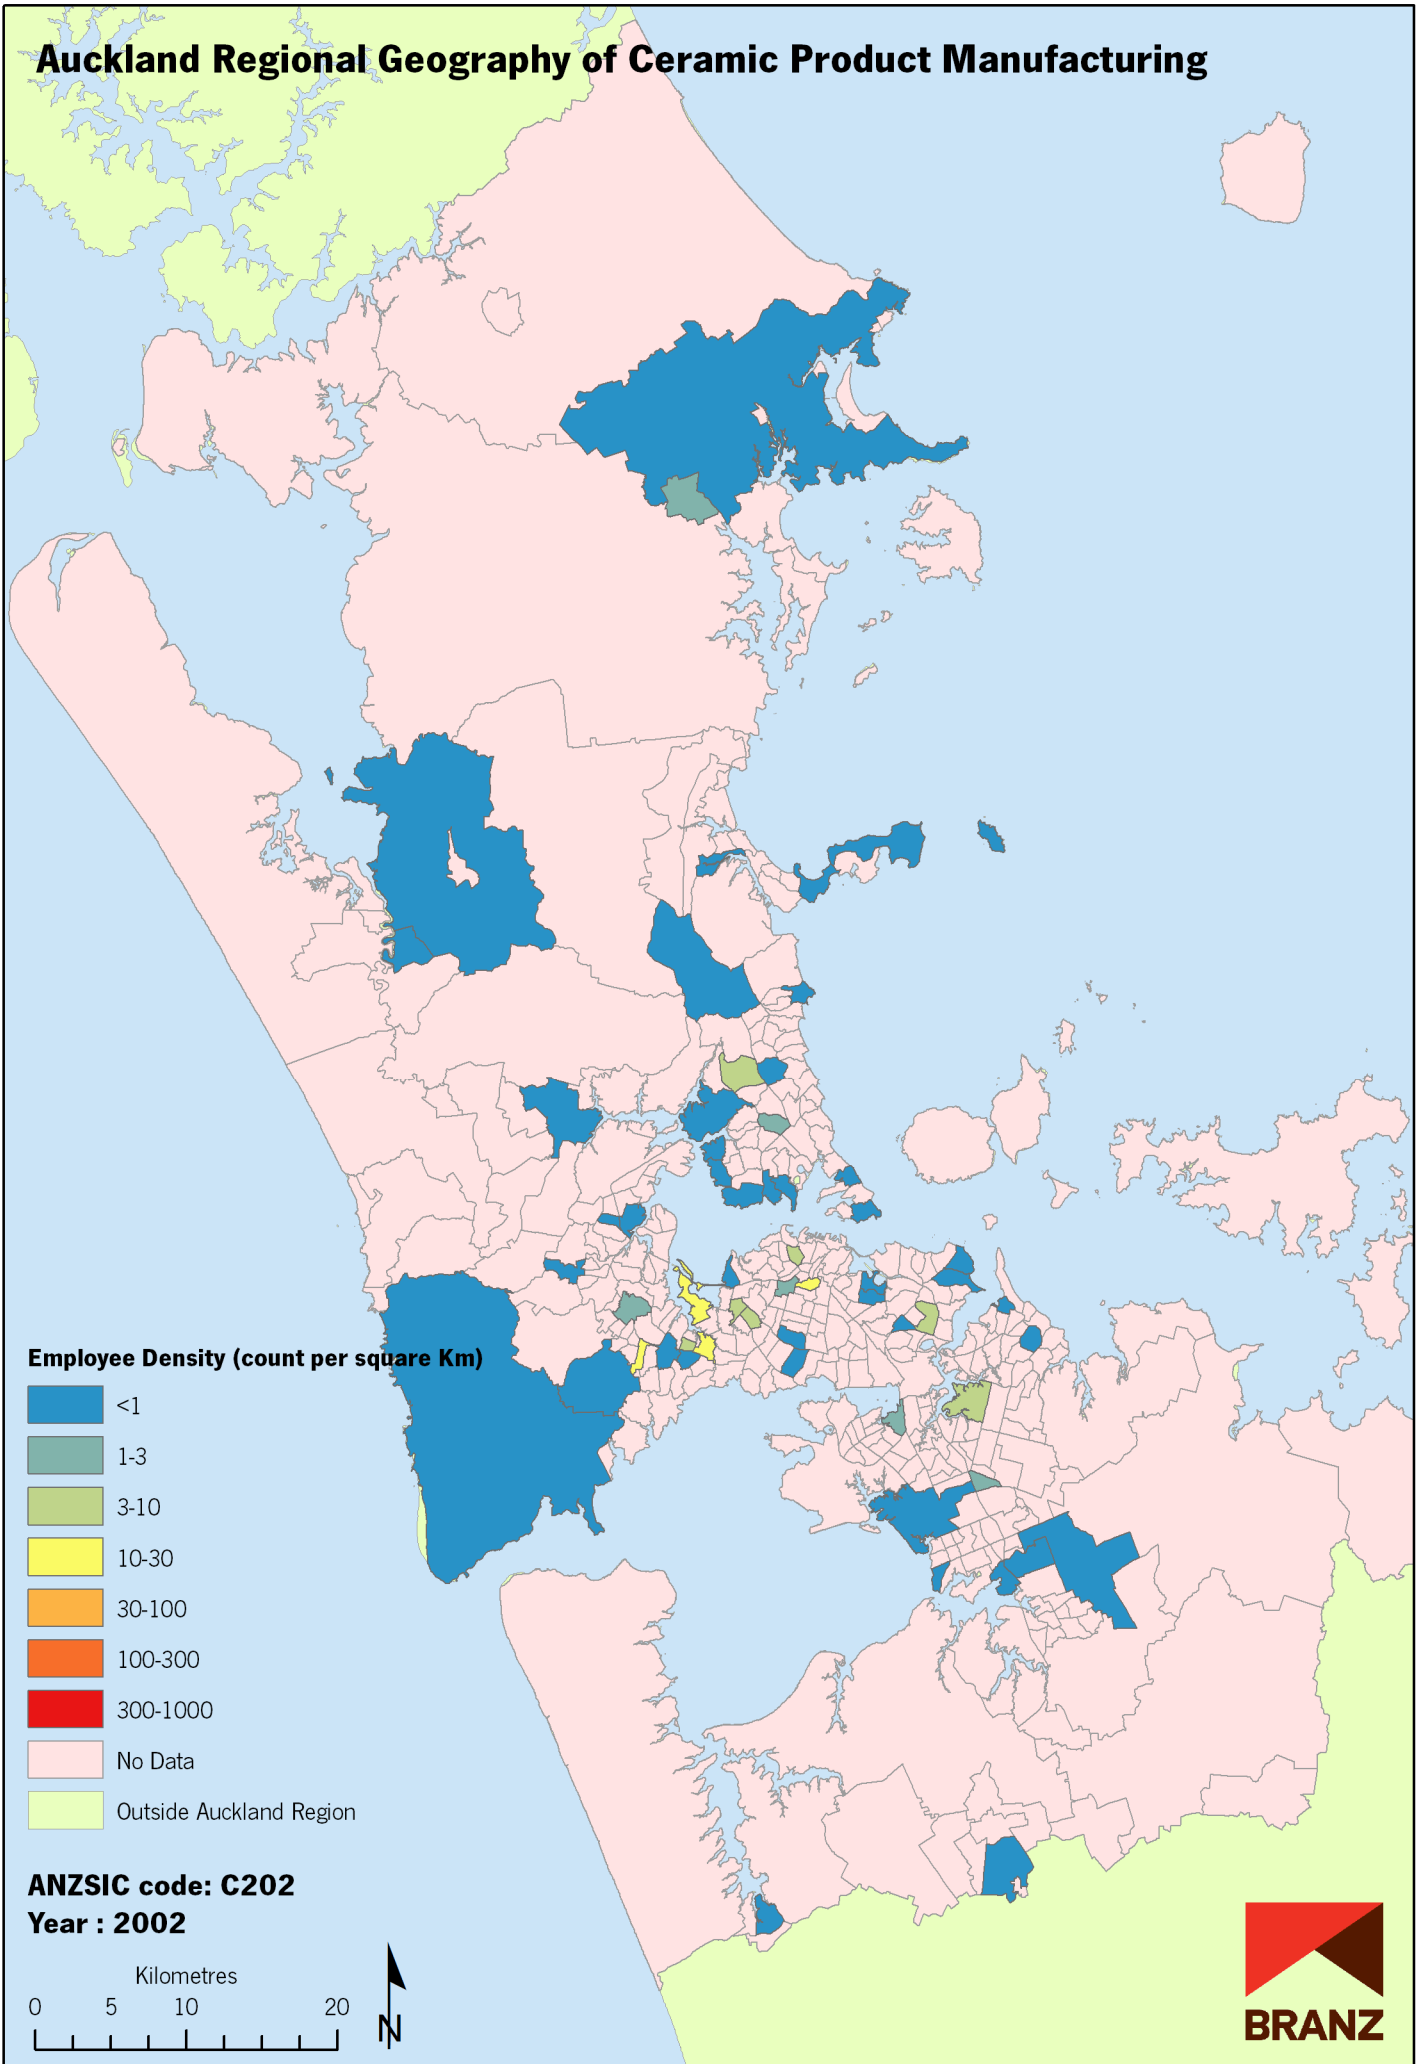 Auckland Regional Geography of Ceramic Product Manufacturing
Employee Density (count per square Km)
<1
1-3
3-10
10-30
30-100
100-300
300-1000
No Data
Outside Auckland Region
ANZSIC code: C202
Year : 2002
Kilometres
0 5 10 20
N
BRANZ